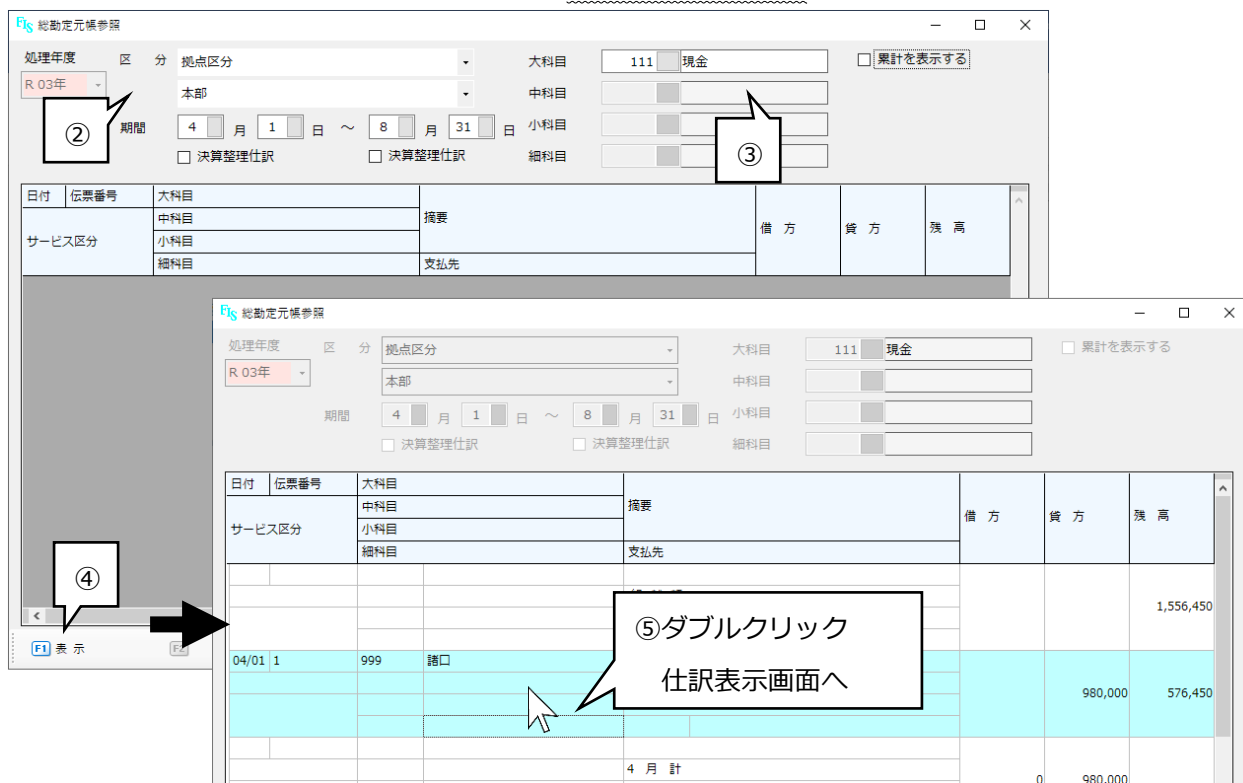 EIS 総勘定元帳参照
処理年度 区 分 拠点区分 大科目 111 現金 累計を表示する
R 03年 本部 中科目
② 期間 4 月 1 日 ～ 8 月 31 日 小科目 ③
決算整理仕訳 決算整理仕訳 細科目
日付 伝票番号 大科目
中科目 摘要
サービス区分 小科目 借 方 貸 方 残 高
細科目 支払先
④
F1 表 示 F2
EIS 総勘定元帳参照
処理年度 区 分 拠点区分 大科目 111 現金 累計を表示する
R 03年 本部 中科目
期間 4 月 1 日 ～ 8 月 31 日 小科目
決算整理仕訳 決算整理仕訳 細科目
日付 伝票番号 大科目
中科目 摘要
サービス区分 小科目 借 方 貸 方 残 高
細科目 支払先
1,556,450
⑤ダブルクリック
仕訳表示画面へ
04/01 1 999 諸口
980,000 576,450
4 月 計
0 980,000